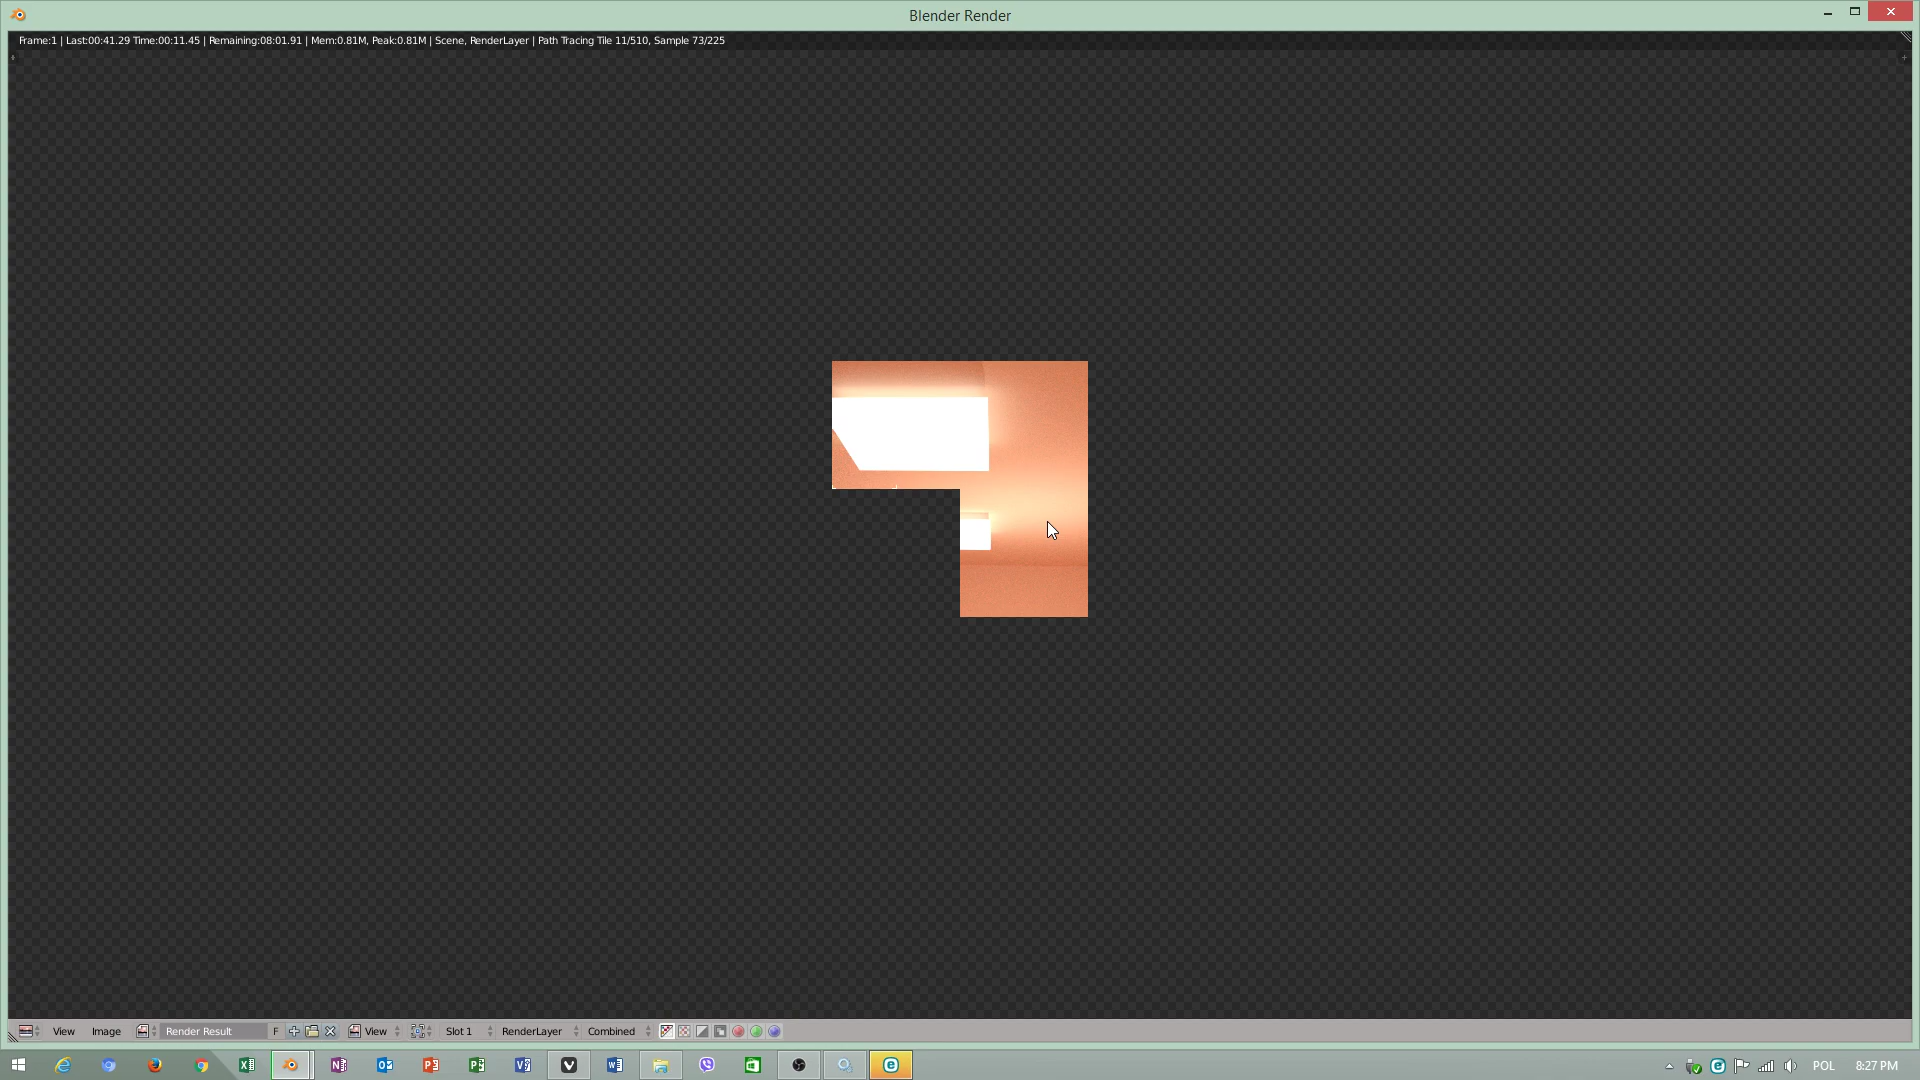 Blender Render
Frame:1 | Last:00:41.29 Time:00:11.45 | Remaining:08:01.91 | Mem:0.81M, Peak:0.81M | Scene, RenderLayer | Path Tracing Tile 11/510, Sample 73/225
View Image Render Result F View Slot 1 RenderLayer Combined
POL 8:27 PM